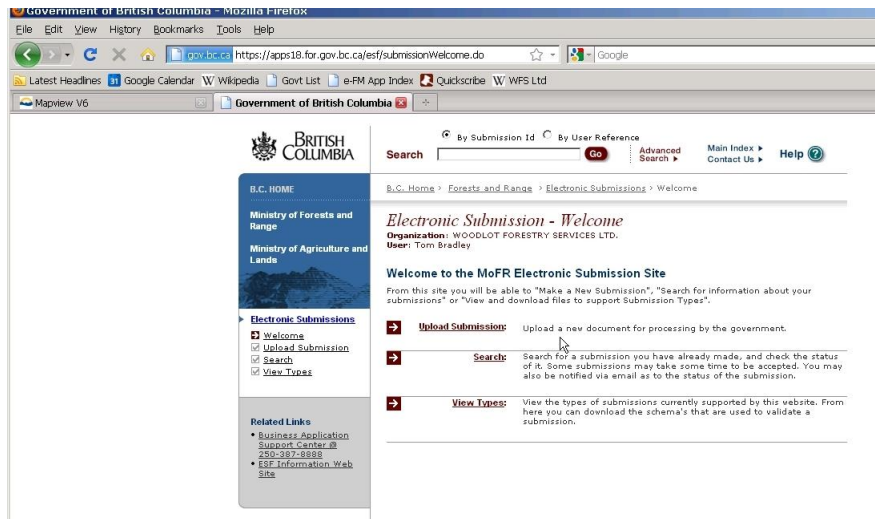 Government of British Columbia - Mozilla Firefox
File Edit View History Bookmarks Tools Help
gov.bc.ca https://apps18.for.gov.bc.ca/esf/submissionWelcome.do
Google
Latest Headlines 31 Google Calendar W Wikipedia Govt List e-FM App Index Quickscribe W WFS Ltd
Mapview V6
Government of British Columbia
BRITISH
COLUMBIA
By Submission Id By User Reference
Search Go
Advanced
Search
Main Index
Contact Us
Help ?
B.C. HOME
Ministry of Forests and
Range
Ministry of Agriculture and
Lands
Electronic Submissions
Welcome
Upload Submission
Search
View Types
Related Links
• Business Application
Support Center @
250-387-8888
• ESF Information Web
Site
B.C. Home > Forests and Range > Electronic Submissions > Welcome
Electronic Submission - Welcome
Organization: WOODLOT FORESTRY SERVICES LTD.
User: Tom Bradley
Welcome to the MoFR Electronic Submission Site
From this site you will be able to "Make a New Submission", "Search for information about your
submissions" or "View and download files to support Submission Types".
Upload Submission: Upload a new document for processing by the government.
Search: Search for a submission you have already made, and check the status
of it. Some submissions may take some time to be accepted. You may
also be notified via email as to the status of the submission.
View Types: View the types of submissions currently supported by this website. From
here you can download the schema's that are used to validate a
submission.